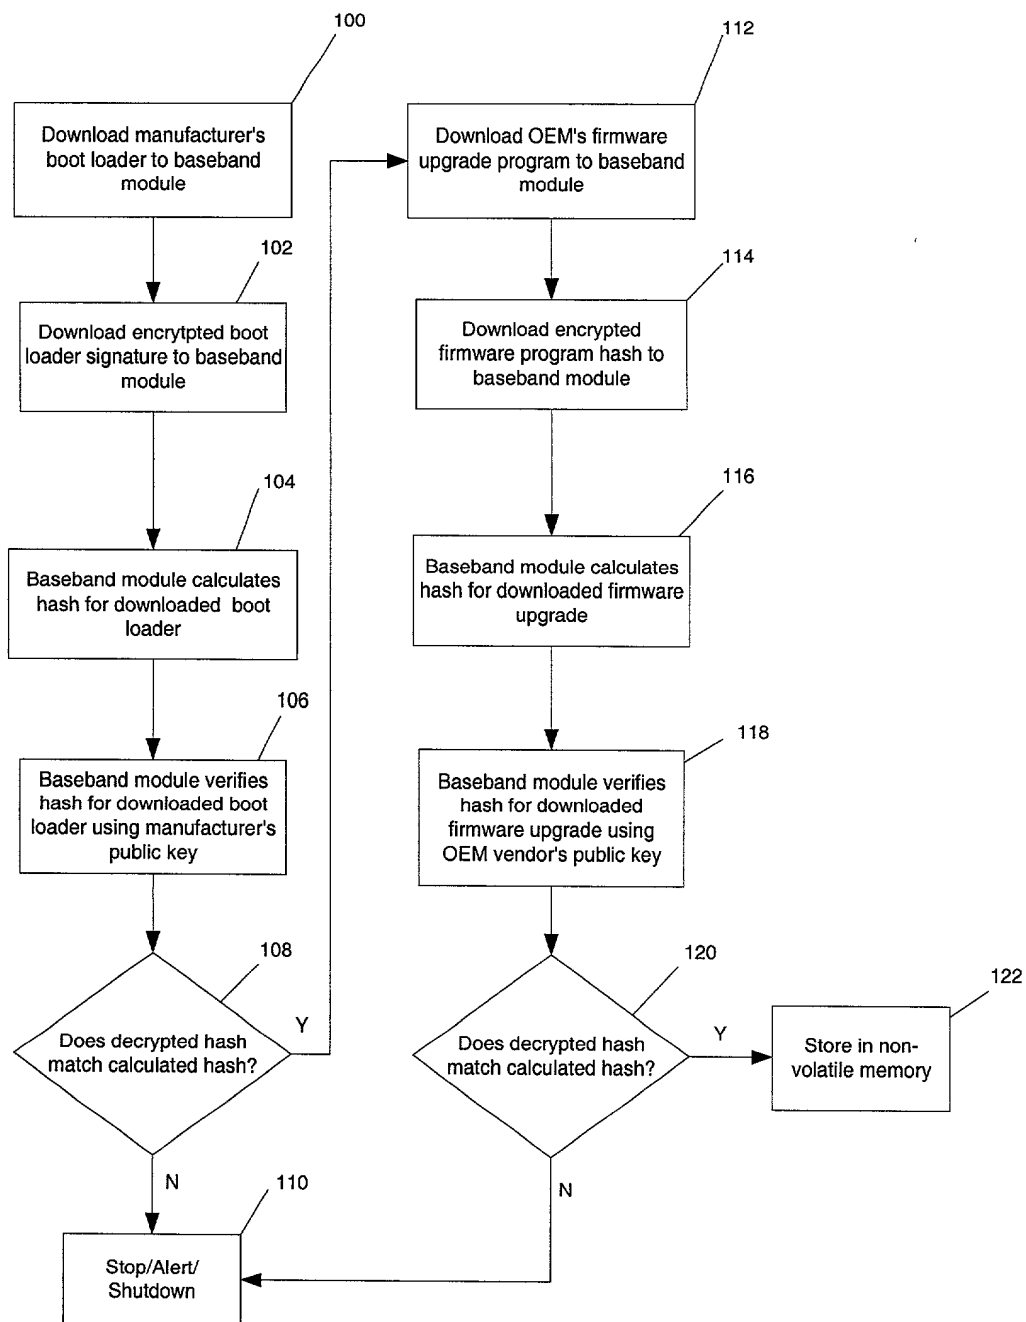 100
Download manufacturer's
boot loader to baseband
module
102
Download encrytpted boot
loader signature to baseband
module
104
Baseband module calculates
hash for downloaded boot
loader
106
Baseband module verifies
hash for downloaded boot
loader using manufacturer's
public key
108
Does decrypted hash
match calculated hash?
Y
N
110
Stop/Alert/
Shutdown
112
Download OEM's firmware
upgrade program to baseband
module
114
Download encrypted
firmware program hash to
baseband module
116
Baseband module calculates
hash for downloaded firmware
upgrade
118
Baseband module verifies
hash for downloaded
firmware upgrade using
OEM vendor's public key
120
Does decrypted hash
match calculated hash?
Y
N
122
Store in non-
volatile memory